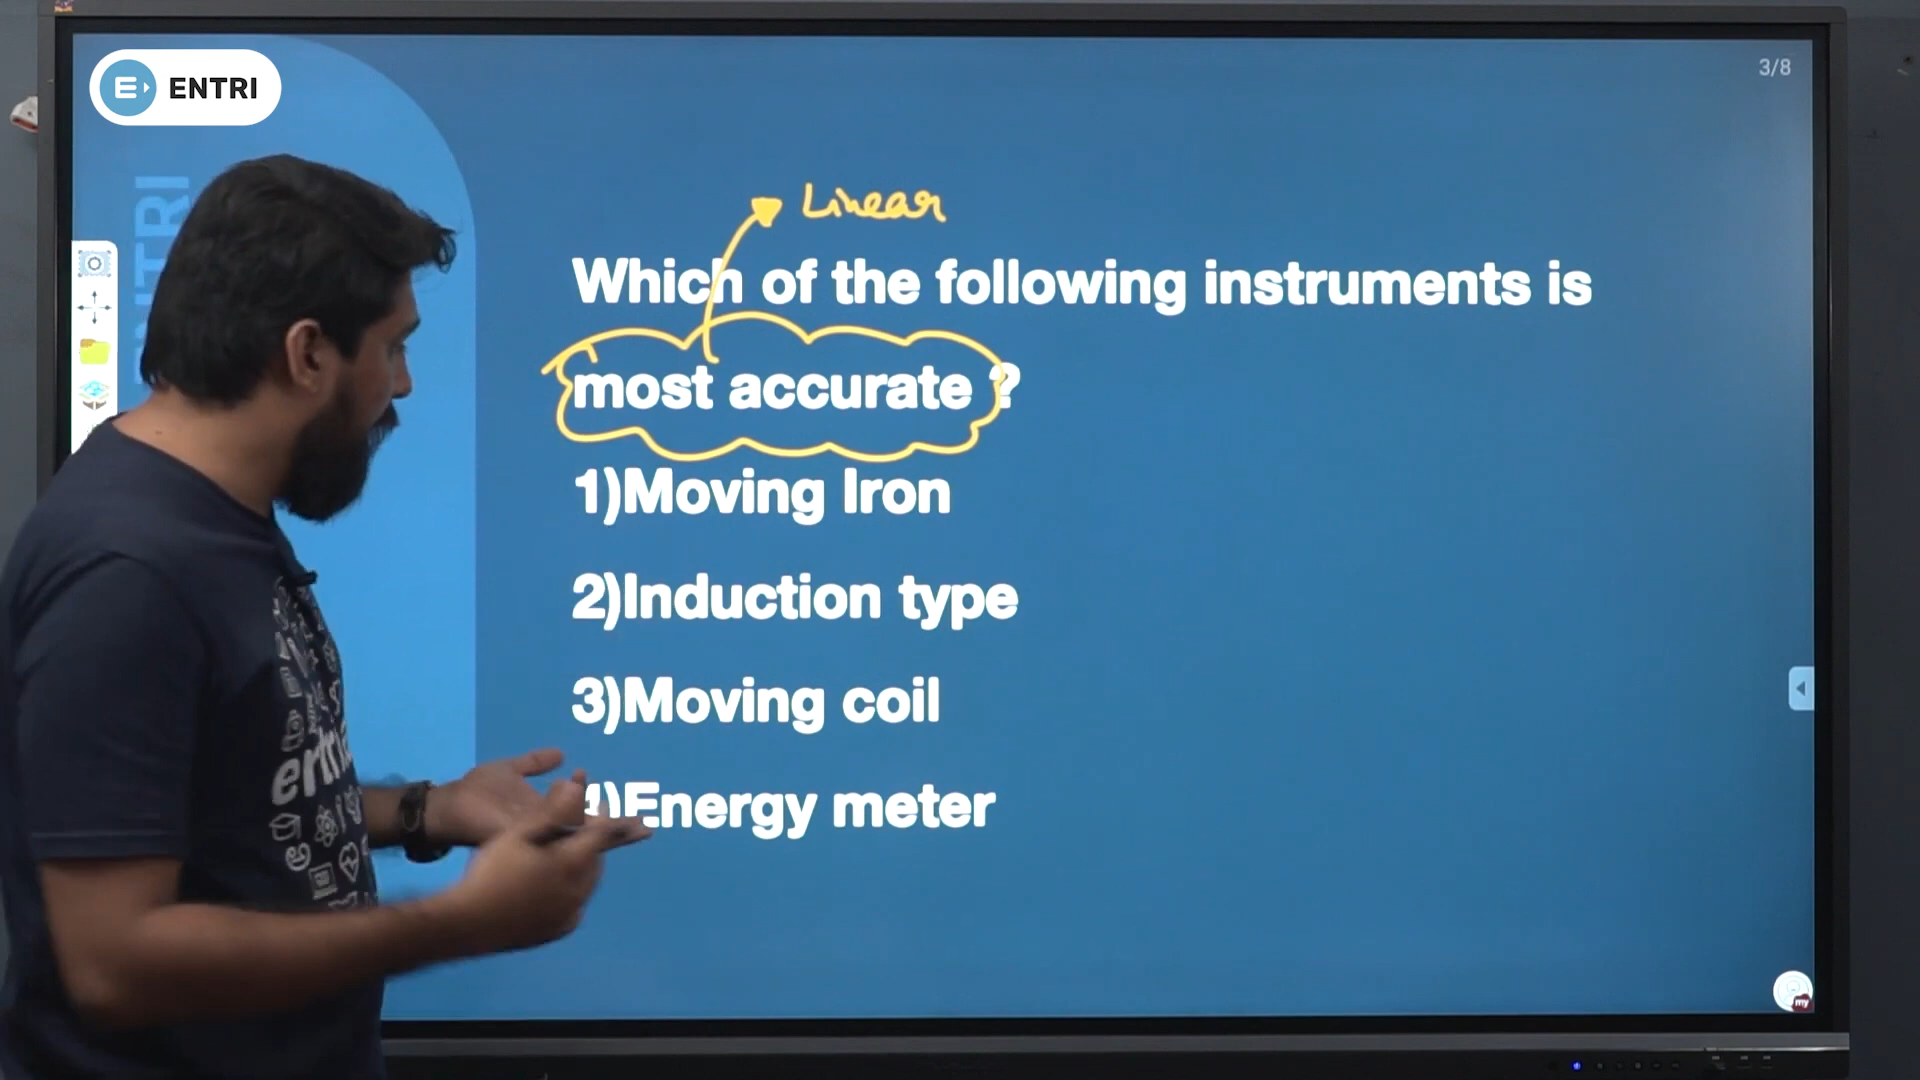 ENTRI
3/8
Linear
Which of the following instruments is
most accurate ?
1)Moving Iron
2)Induction type
3)Moving coil
4)Energy meter